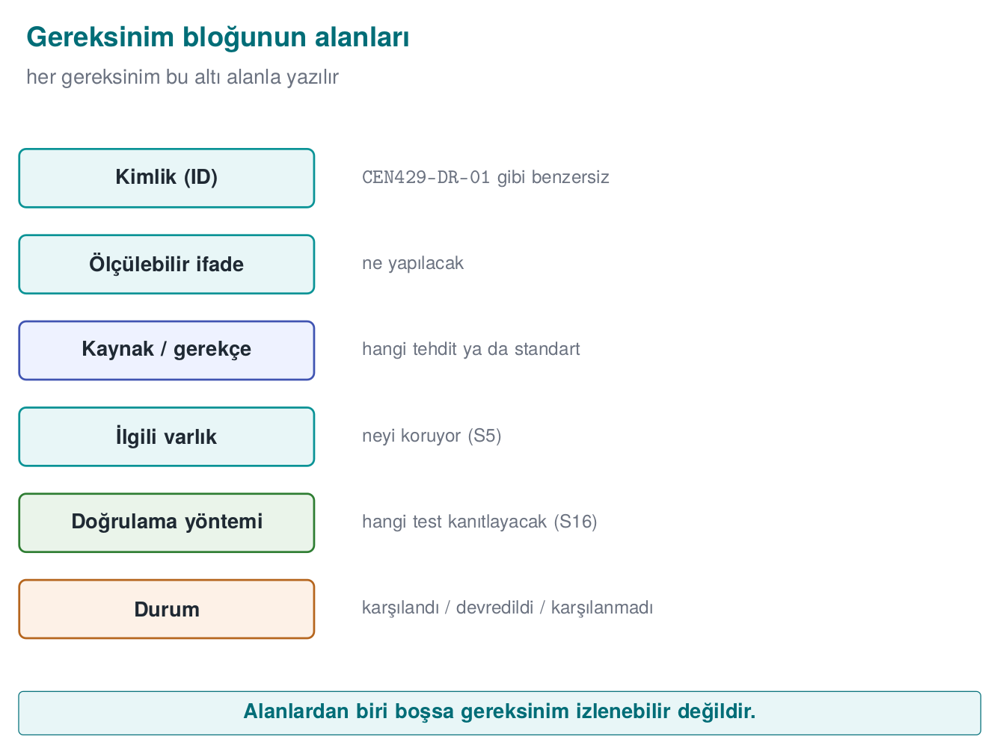 Gereksinim bloğunun alanları
her gereksinim bu altı alanla yazılır
Kimlik (ID)
CEN429-DR-01 gibi benzersiz
Ölçülebilir ifade
ne yapılacak
Kaynak / gerekçe
hangi tehdit ya da standart
İlgili varlık
neyi koruyor (S5)
Doğrulama yöntemi
hangi test kanıtlayacak (S16)
Durum
karşılandı / devredildi / karşılanmadı
Alanlardan biri boşsa gereksinim izlenebilir değildir.